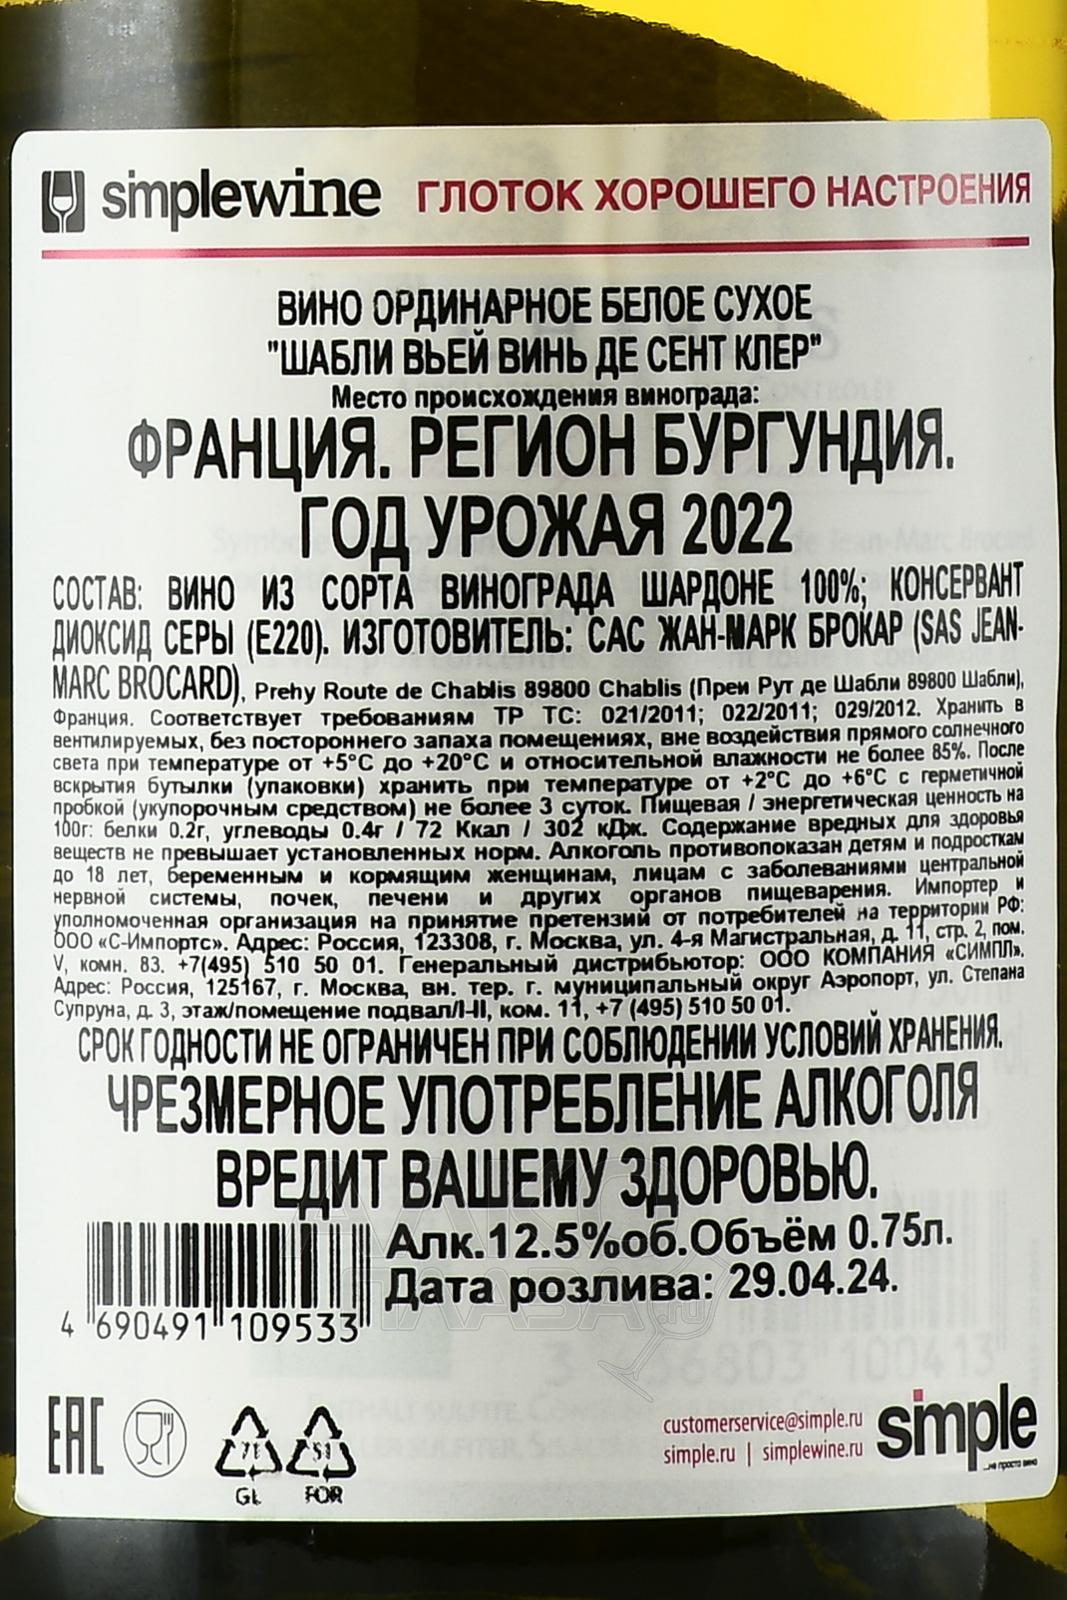 simplewine ГЛОТОК ХОРОШЕГО НАСТРОЕНИЯ
ВИНО ОРДИНАРНОЕ БЕЛОЕ СУХОЕ
"ШАБЛИ ВЬЕЙ ВИНЬ ДЕ СЕНТ КЛЕР"
Место происхождения винограда:
ФРАНЦИЯ. РЕГИОН БУРГУНДИЯ.
ГОД УРОЖАЯ 2022
СОСТАВ: ВИНО ИЗ СОРТА ВИНОГРАДА ШАРДОНЕ 100%; КОНСЕРВАНТ
ДИОКСИД СЕРЫ (Е220). ИЗГОТОВИТЕЛЬ: САС ЖАН-МАРК БРОКАР (SAS JEAN-
MARC BROCARD), Prehy Route de Chablis 89800 Chablis (Преи Рут де Шабли 89800 Шабли),
Франция. Соответствует требованиям ТР ТС: 021/2011; 022/2011; 029/2012. Хранить в
вентилируемых, без постороннего запаха помещениях, вне воздействия прямого солнечного
света при температуре от +5°С до +20°С и относительной влажности не более 85%. После
вскрытия бутылки (упаковки) хранить при температуре от +2°С до +6°С с герметичной
пробкой (укупорочным средством) не более 3 суток. Пищевая / энергетическая ценность на
100г: белки 0.2г, углеводы 0.4г / 72 Ккал / 302 кДж. Содержание вредных для здоровья
веществ не превышает установленных норм. Алкоголь противопоказан детям и подросткам
до 18 лет, беременным и кормящим женщинам, лицам с заболеваниями центральной
нервной системы, почек, печени и других органов пищеварения. Импортер и
уполномоченная организация на принятие претензий от потребителей на территории РФ:
ООО «С-Импортс». Адрес: Россия, 123308, г. Москва, ул. 4-я Магистральная, д. 11, стр. 2, пом.
V, комн. 83. +7(495) 510 50 01. Генеральный дистрибьютор: ООО КОМПАНИЯ «СИМПЛ».
Адрес: Россия, 125167, г. Москва, вн. тер. г. муниципальный округ Аэропорт, ул. Степана
Супруна, д. 3, этаж/помещение подвал/I-II, ком. 11, +7 (495) 510 50 01.
СРОК ГОДНОСТИ НЕ ОГРАНИЧЕН ПРИ СОБЛЮДЕНИИ УСЛОВИЙ ХРАНЕНИЯ.
ЧРЕЗМЕРНОЕ УПОТРЕБЛЕНИЕ АЛКОГОЛЯ
ВРЕДИТ ВАШЕМУ ЗДОРОВЬЮ.
Алк.12.5%об.Объём 0.75л.
Дата розлива: 29.04.24.
4 690491 109533
3 100413
EAC
71 51
GL FOR
customerservice@simple.ru
simple.ru | simplewine.ru
simple
...не просто вино